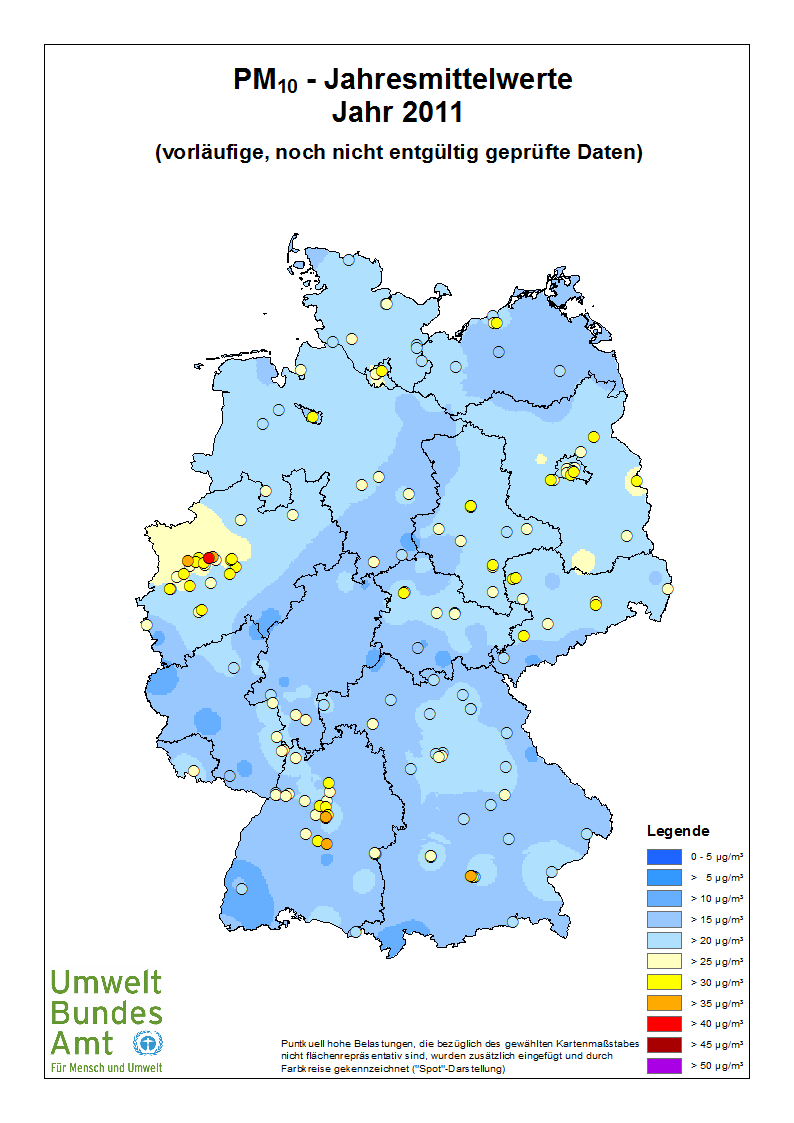 PM₁₀ - Jahresmittelwerte
Jahr 2011
(vorläufige, noch nicht entgültig geprüfte Daten)
Legende
0 - 5 µg/m³
> 5 µg/m³
> 10 µg/m³
> 15 µg/m³
> 20 µg/m³
> 25 µg/m³
> 30 µg/m³
> 35 µg/m³
> 40 µg/m³
> 45 µg/m³
> 50 µg/m³
Umwelt
Bundes
Amt
Für Mensch und Umwelt
Punktkuell hohe Belastungen, die bezüglich des gewählten Kartenmaßstabes
nicht flächenrepräsentativ sind, wurden zusätzlich eingefügt und durch
Farbkreise gekennzeichnet ("Spot"-Darstellung)